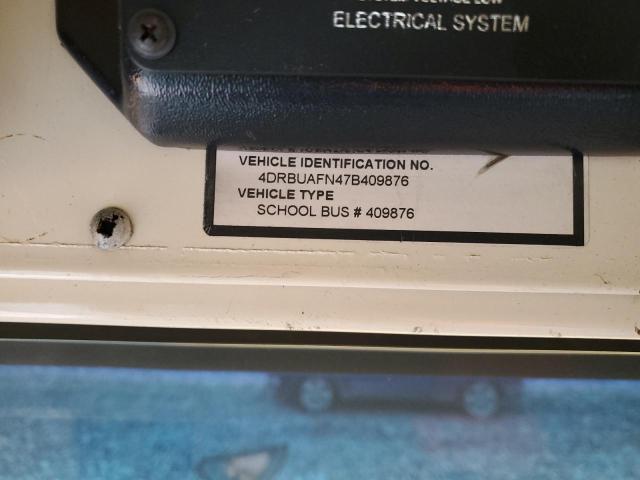 ELECTRICAL SYSTEM
VEHICLE IDENTIFICATION NO.
4DRBUAFN47B409876
VEHICLE TYPE
SCHOOL BUS # 409876